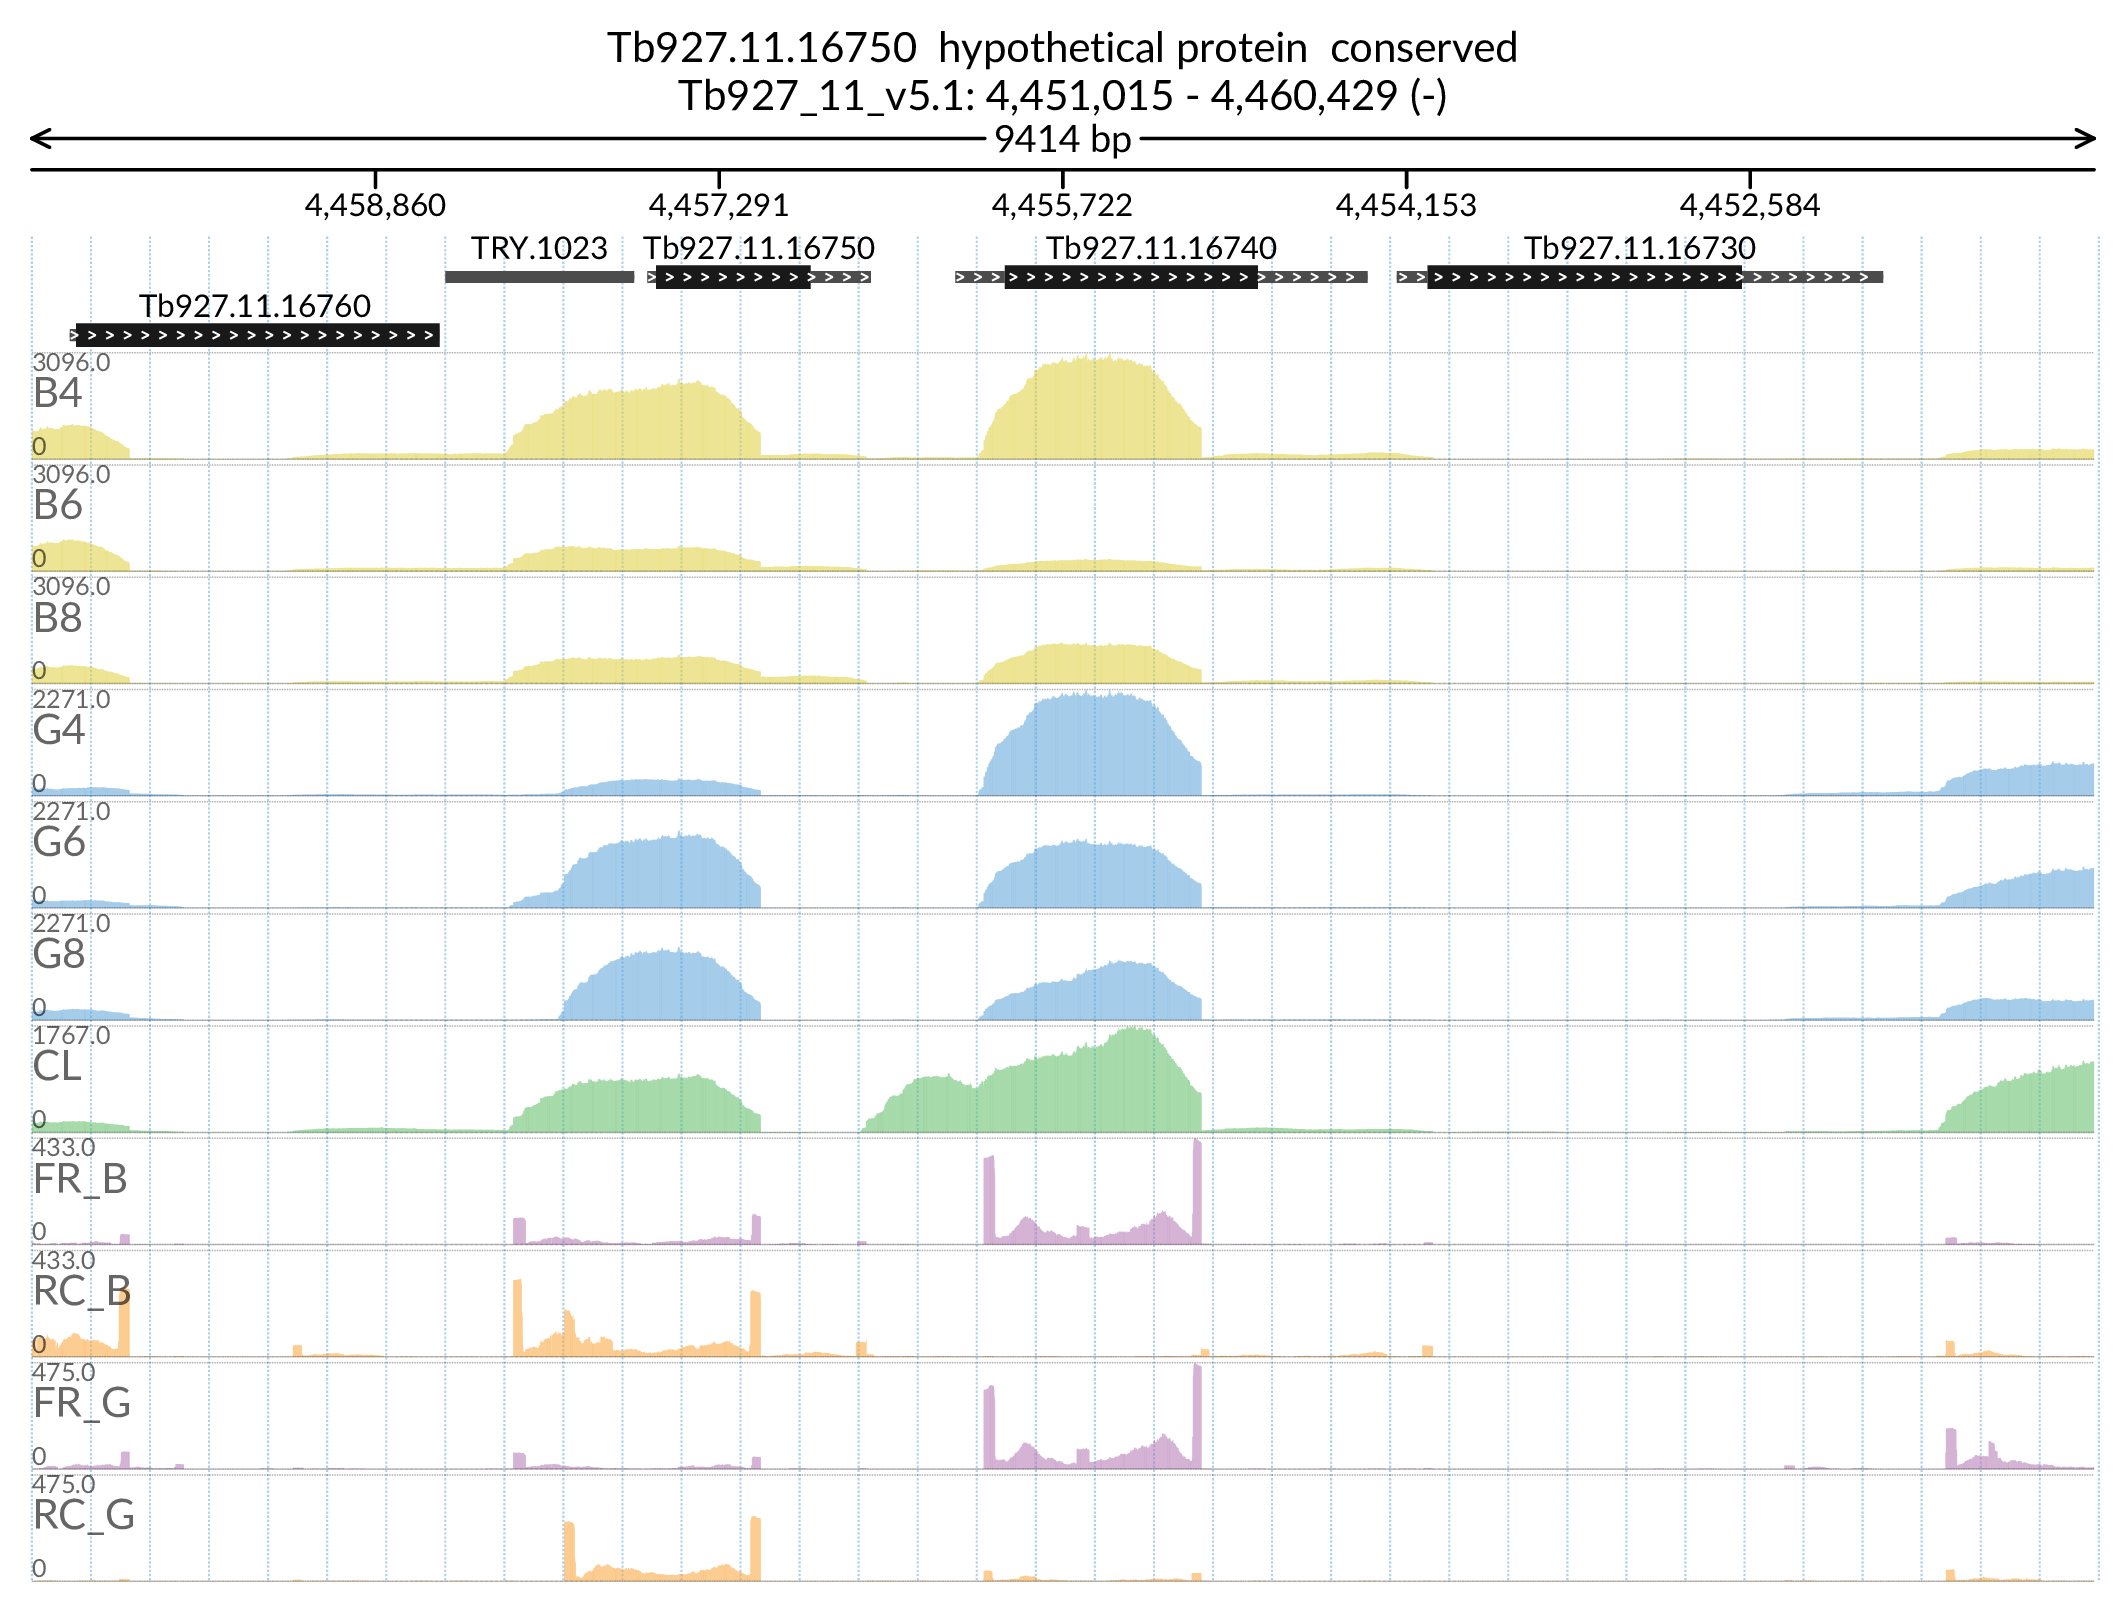 Tb927.11.16750  hypothetical protein  conserved
Tb927_11_v5.1: 4,451,015 - 4,460,429 (-)
9414 bp
4,458,860 4,457,291 4,455,722 4,454,153 4,452,584
TRY.1023 Tb927.11.16750 Tb927.11.16740 Tb927.11.16730
Tb927.11.16760
3096.0
B4
0
3096.0
B6
0
3096.0
B8
0
2271.0
G4
0
2271.0
G6
0
2271.0
G8
0
1767.0
CL
0
433.0
FR_B
0
433.0
RC_B
0
475.0
FR_G
0
475.0
RC_G
0